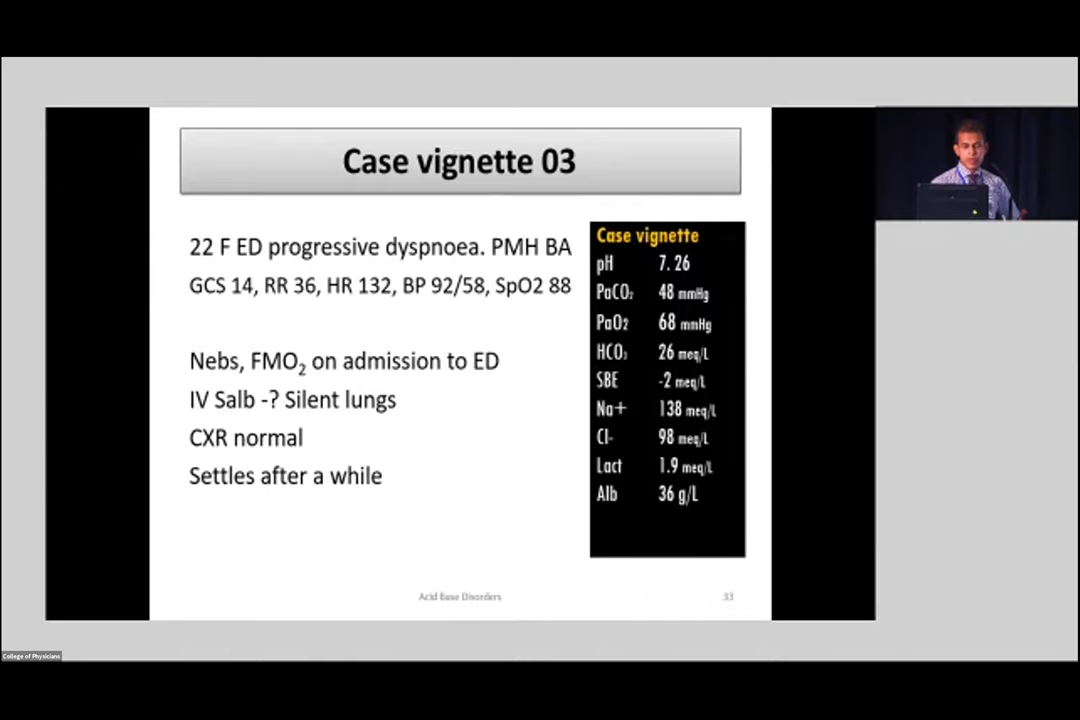 Case vignette 03
22 F ED progressive dyspnoea. PMH BA
GCS 14, RR 36, HR 132, BP 92/58, SpO2 88
Nebs, FMO₂ on admission to ED
IV Salb -? Silent lungs
CXR normal
Settles after a while
Case vignette
pH 7. 26
PaCO₂ 48 mmHg
PaO₂ 68 mmHg
HCO₃ 26 meq/L
SBE -2 meq/L
Na+ 138 meq/L
Cl- 98 meq/L
Lact 1.9 meq/L
Alb 36 g/L
Acid Base Disorders
33
College of Physicians